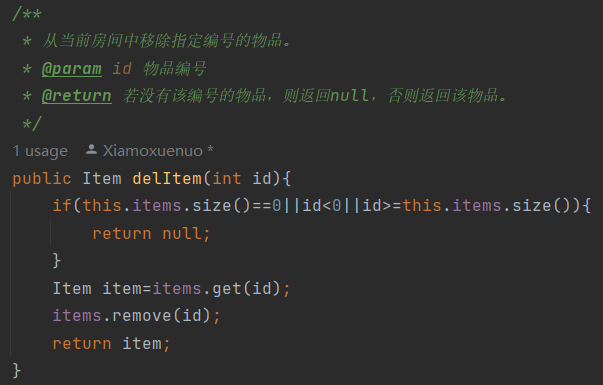 /**
 * 从当前房间中移除指定编号的物品。
 * @param id 物品编号
 * @return 若没有该编号的物品，则返回null，否则返回该物品。
 */
1 usage Xiamoxuenuo *
public Item delItem(int id){
    if(this.items.size()==0||id<0||id>=this.items.size()){
        return null;
    }
    Item item=items.get(id);
    items.remove(id);
    return item;
}